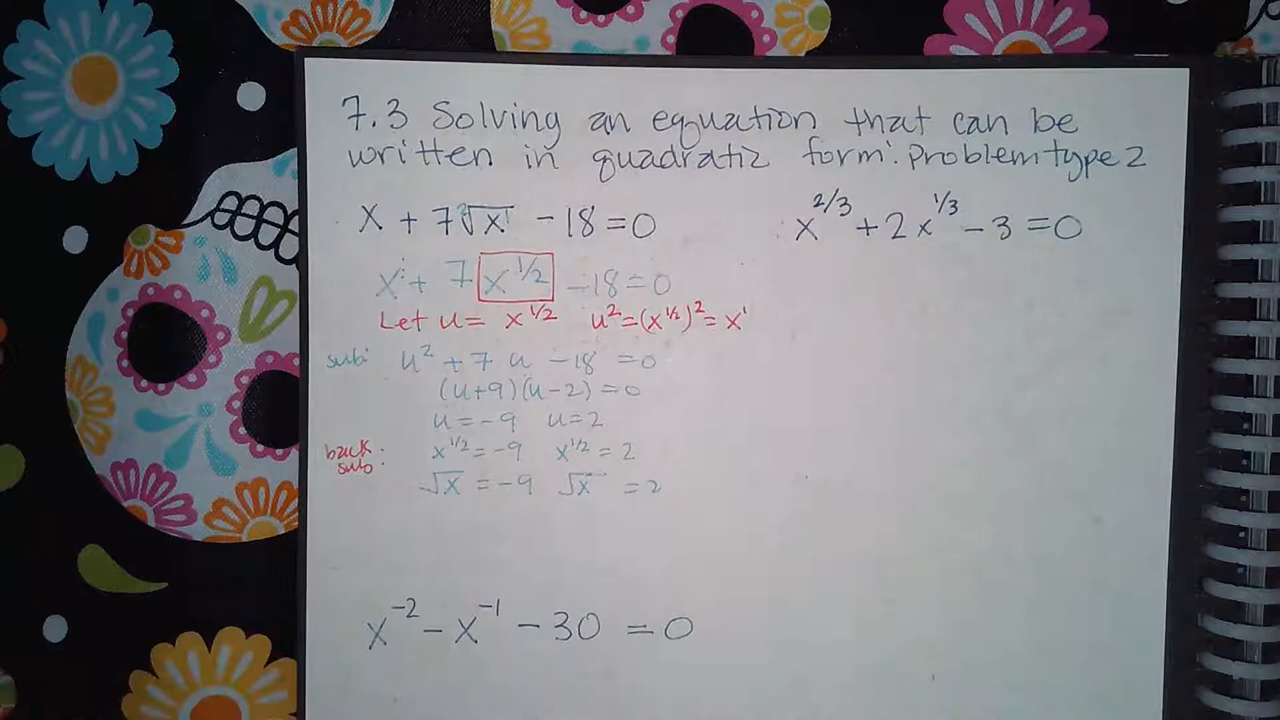 7.3 Solving an equation that can be
written in quadratic form: Problem type 2
x + 7²√x¹ - 18 = 0
x¹ + 7 x^1/2 - 18 = 0
Let u = x^1/2 u² = (x^1/2)² = x¹
sub: u² + 7 u - 18 = 0
(u+9)(u-2) = 0
u = -9 u = 2
back sub: x^1/2 = -9 x^1/2 = 2
√x = -9 √x = 2
x^-2 - x^-1 - 30 = 0
x^2/3 + 2x^1/3 - 3 = 0